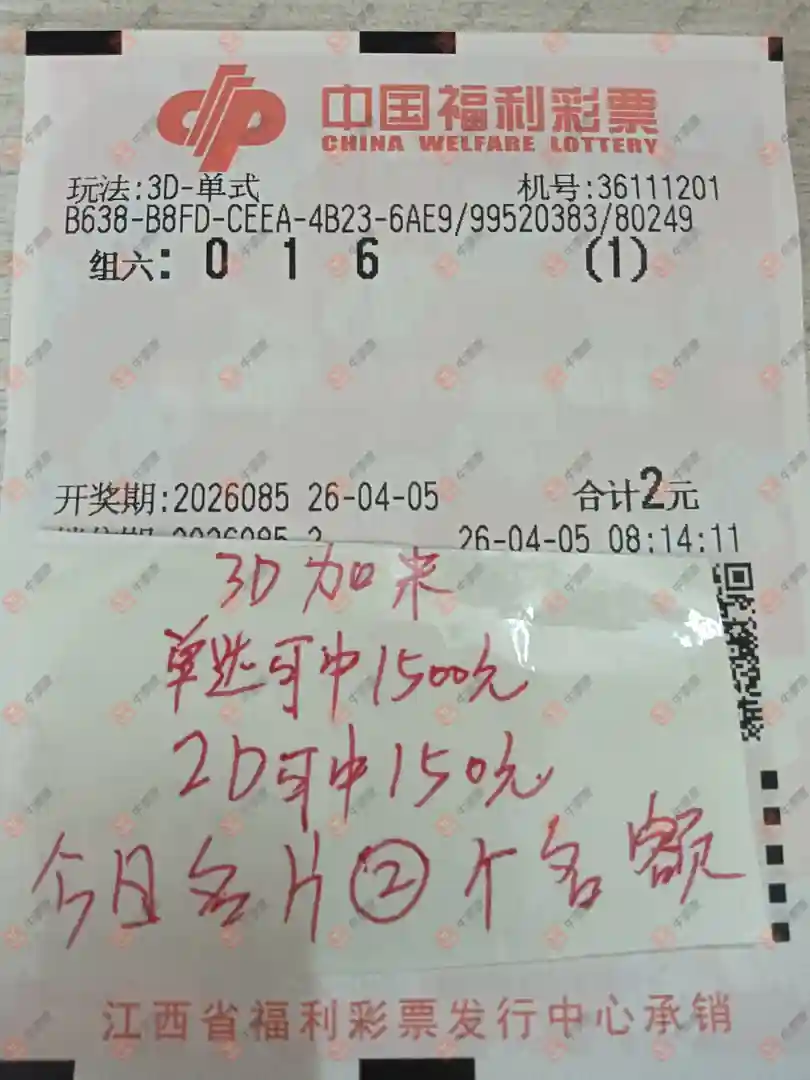 中国福利彩票
CHINA WELFARE LOTTERY
玩法:3D-单式 机号:36111201
B638-B8FD-CEEA-4B23-6AE9/99520383/80249
组六: 0 1 6 (1)
开奖期:2026085 26-04-05 合计2元
26-04-05 08:14:11
3D加来
单选可中1500元
2D可中150元
今日名片②个名额
江西省福利彩票发行中心承销